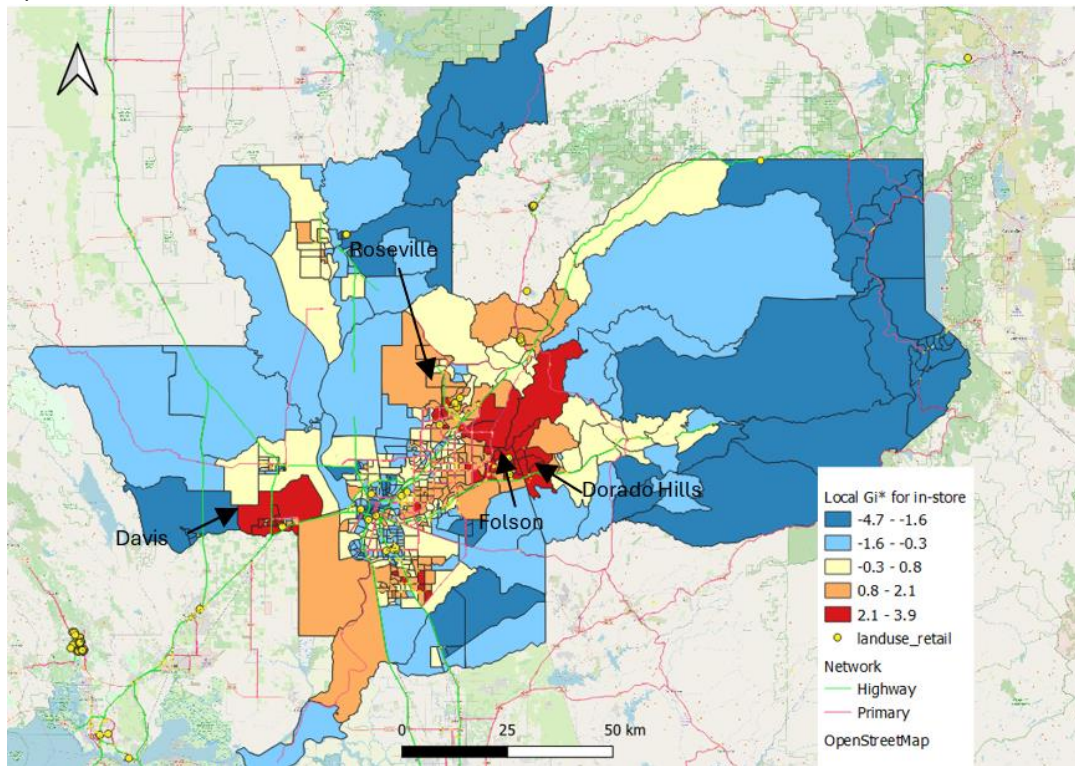 Roseville
Dorado Hills
Folson
Davis
Local Gi* for in-store
-4.7 - -1.6
-1.6 - -0.3
-0.3 - 0.8
0.8 - 2.1
2.1 - 3.9
landuse_retail
Network
Highway
Primary
OpenStreetMap
0 25 50 km